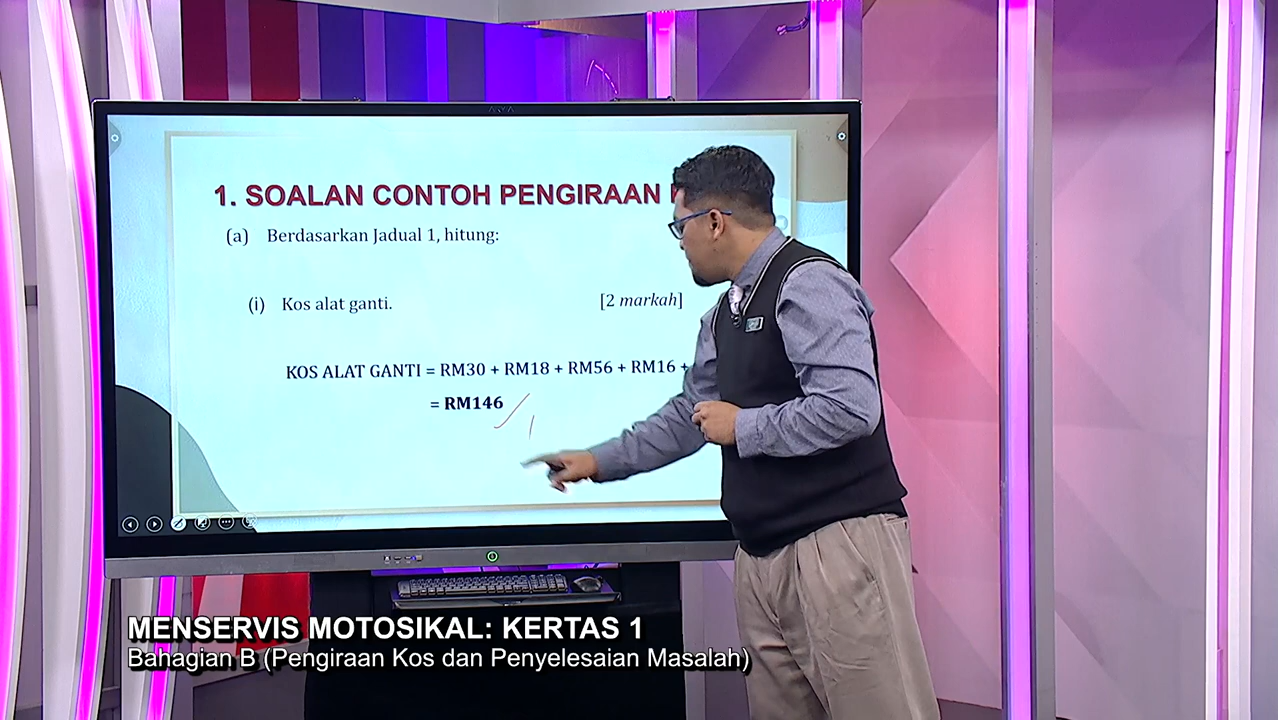 1. SOALAN CONTOH PENGIRAAN
(a) Berdasarkan Jadual 1, hitung:
(i) Kos alat ganti. [2 markah]
KOS ALAT GANTI = RM30 + RM18 + RM56 + RM16 +
= RM146
MENSERVIS MOTOSIKAL: KERTAS 1
Bahagian B (Pengiraan Kos dan Penyelesaian Masalah)